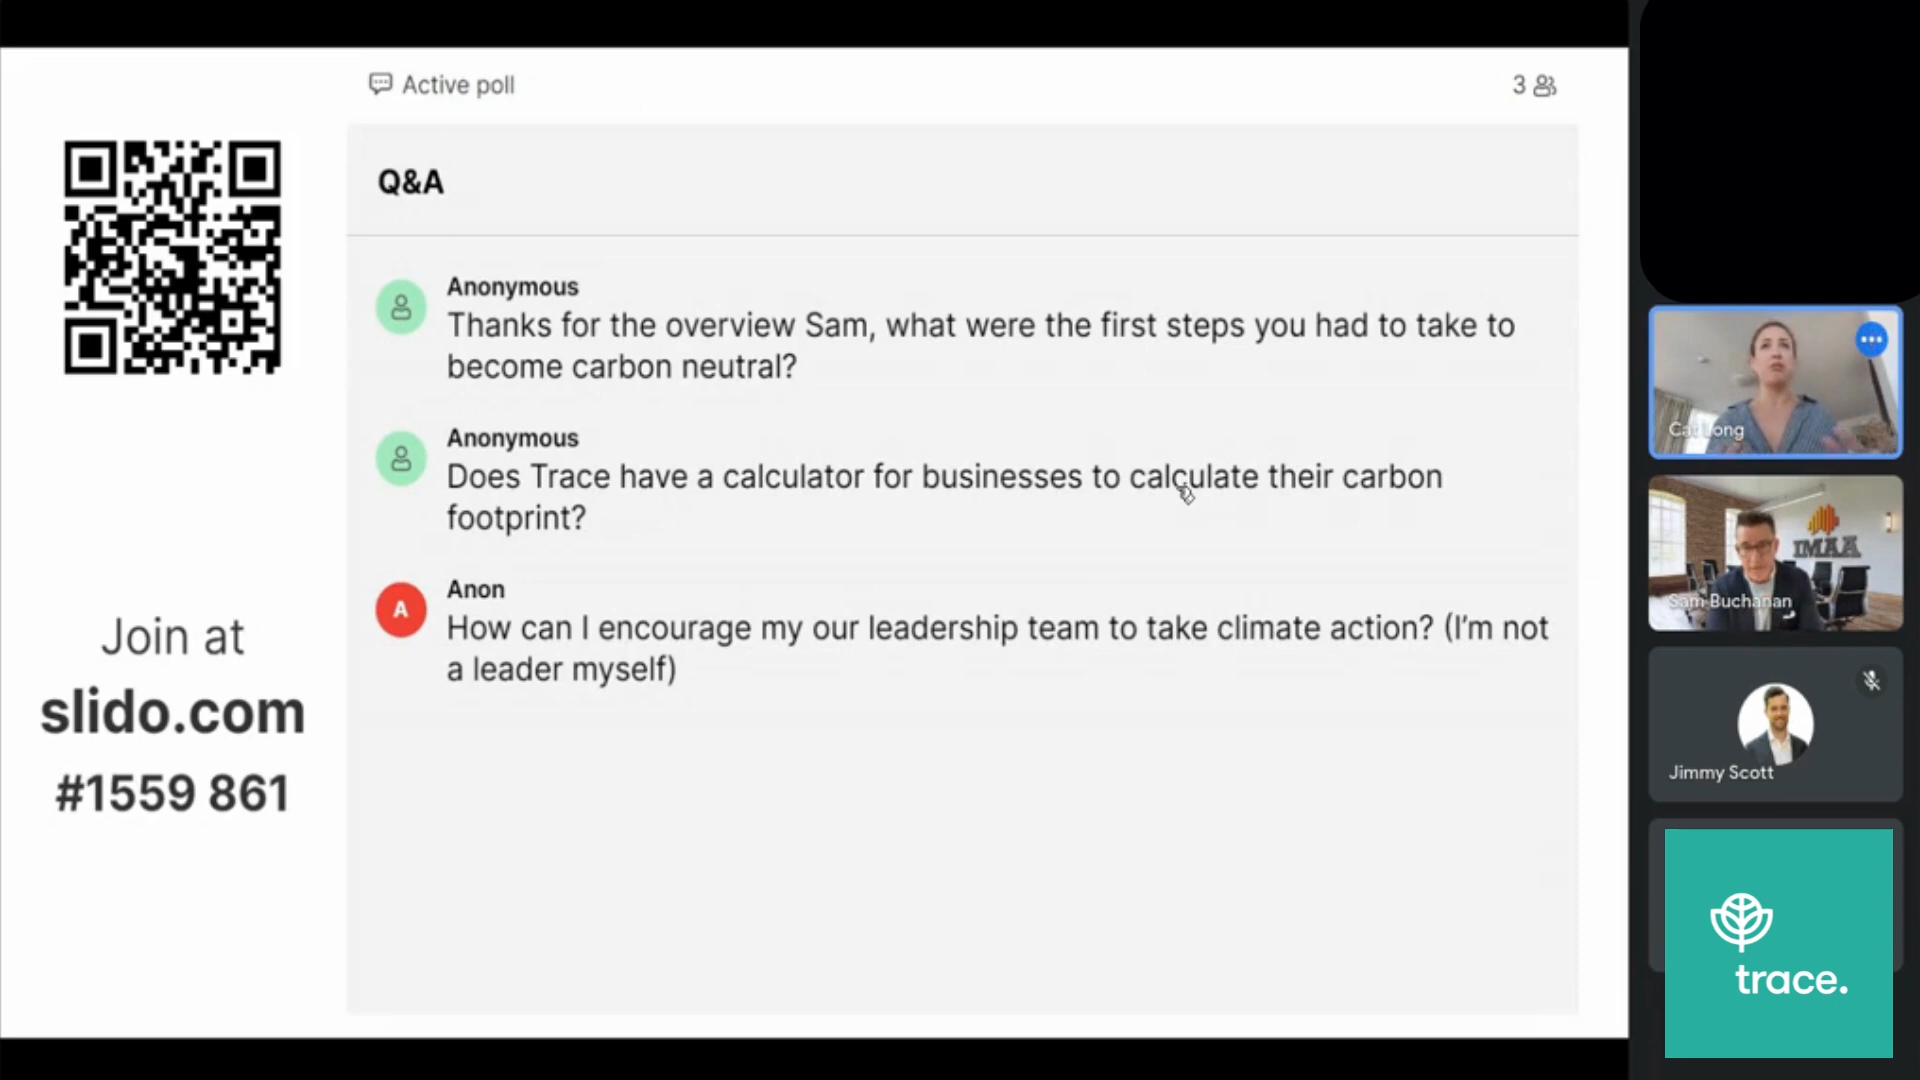 Active poll
3
Q&A
Anonymous
Thanks for the overview Sam, what were the first steps you had to take to
become carbon neutral?
Anonymous
Does Trace have a calculator for businesses to calculate their carbon
footprint?
A
Anon
How can I encourage my our leadership team to take climate action? (I'm not
a leader myself)
Join at
slido.com
#1559 861
Cat Long
IMAA
Sam Buchanan
Jimmy Scott
trace.